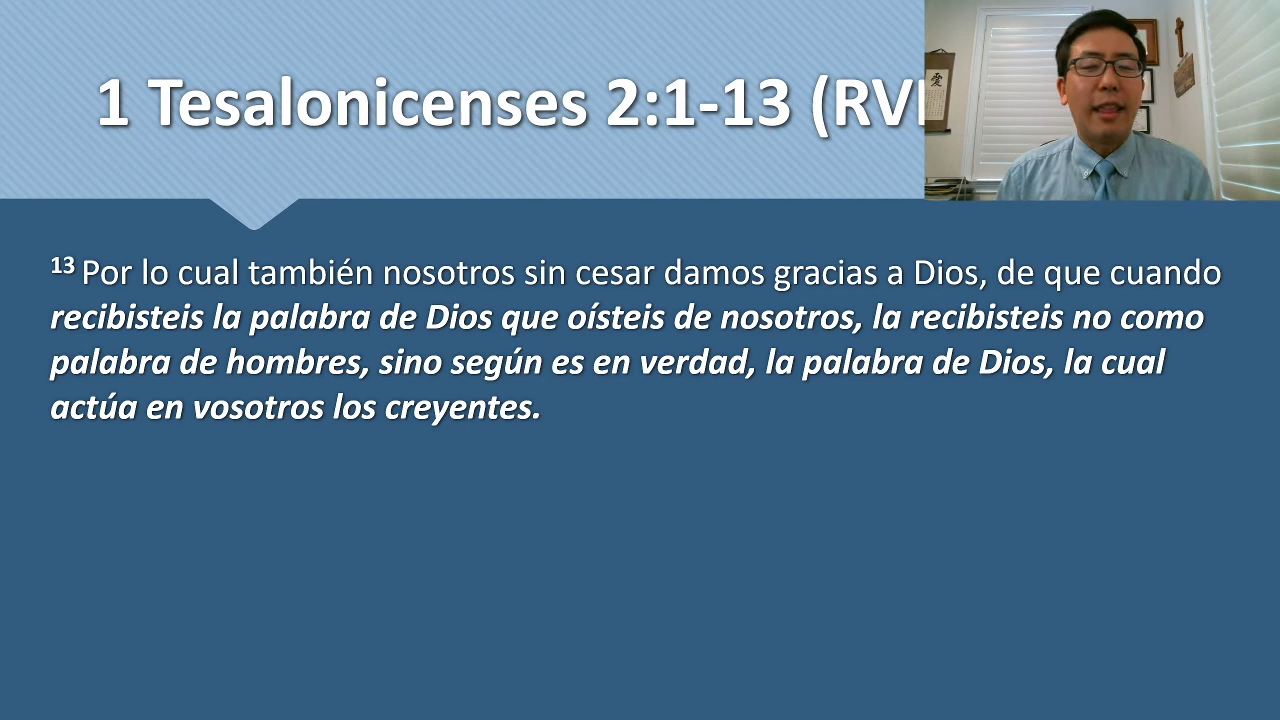 1 Tesalonicenses 2:1-13 (RV
13 Por lo cual también nosotros sin cesar damos gracias a Dios, de que cuando
recibisteis la palabra de Dios que oísteis de nosotros, la recibisteis no como
palabra de hombres, sino según es en verdad, la palabra de Dios, la cual
actúa en vosotros los creyentes.
愛